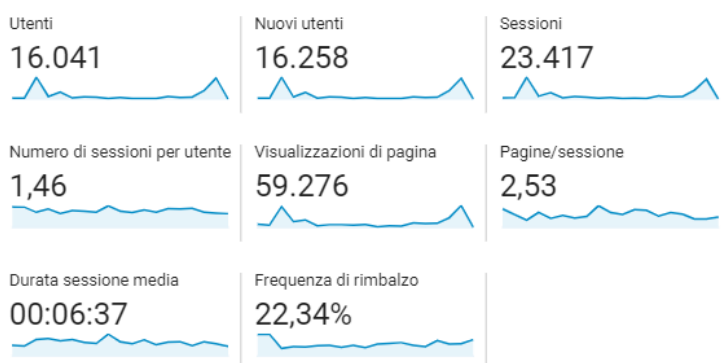 Utenti
16.041
Nuovi utenti
16.258
Sessioni
23.417
Numero di sessioni per utente
1,46
Visualizzazioni di pagina
59.276
Pagine/sessione
2,53
Durata sessione media
00:06:37
Frequenza di rimbalzo
22,34%